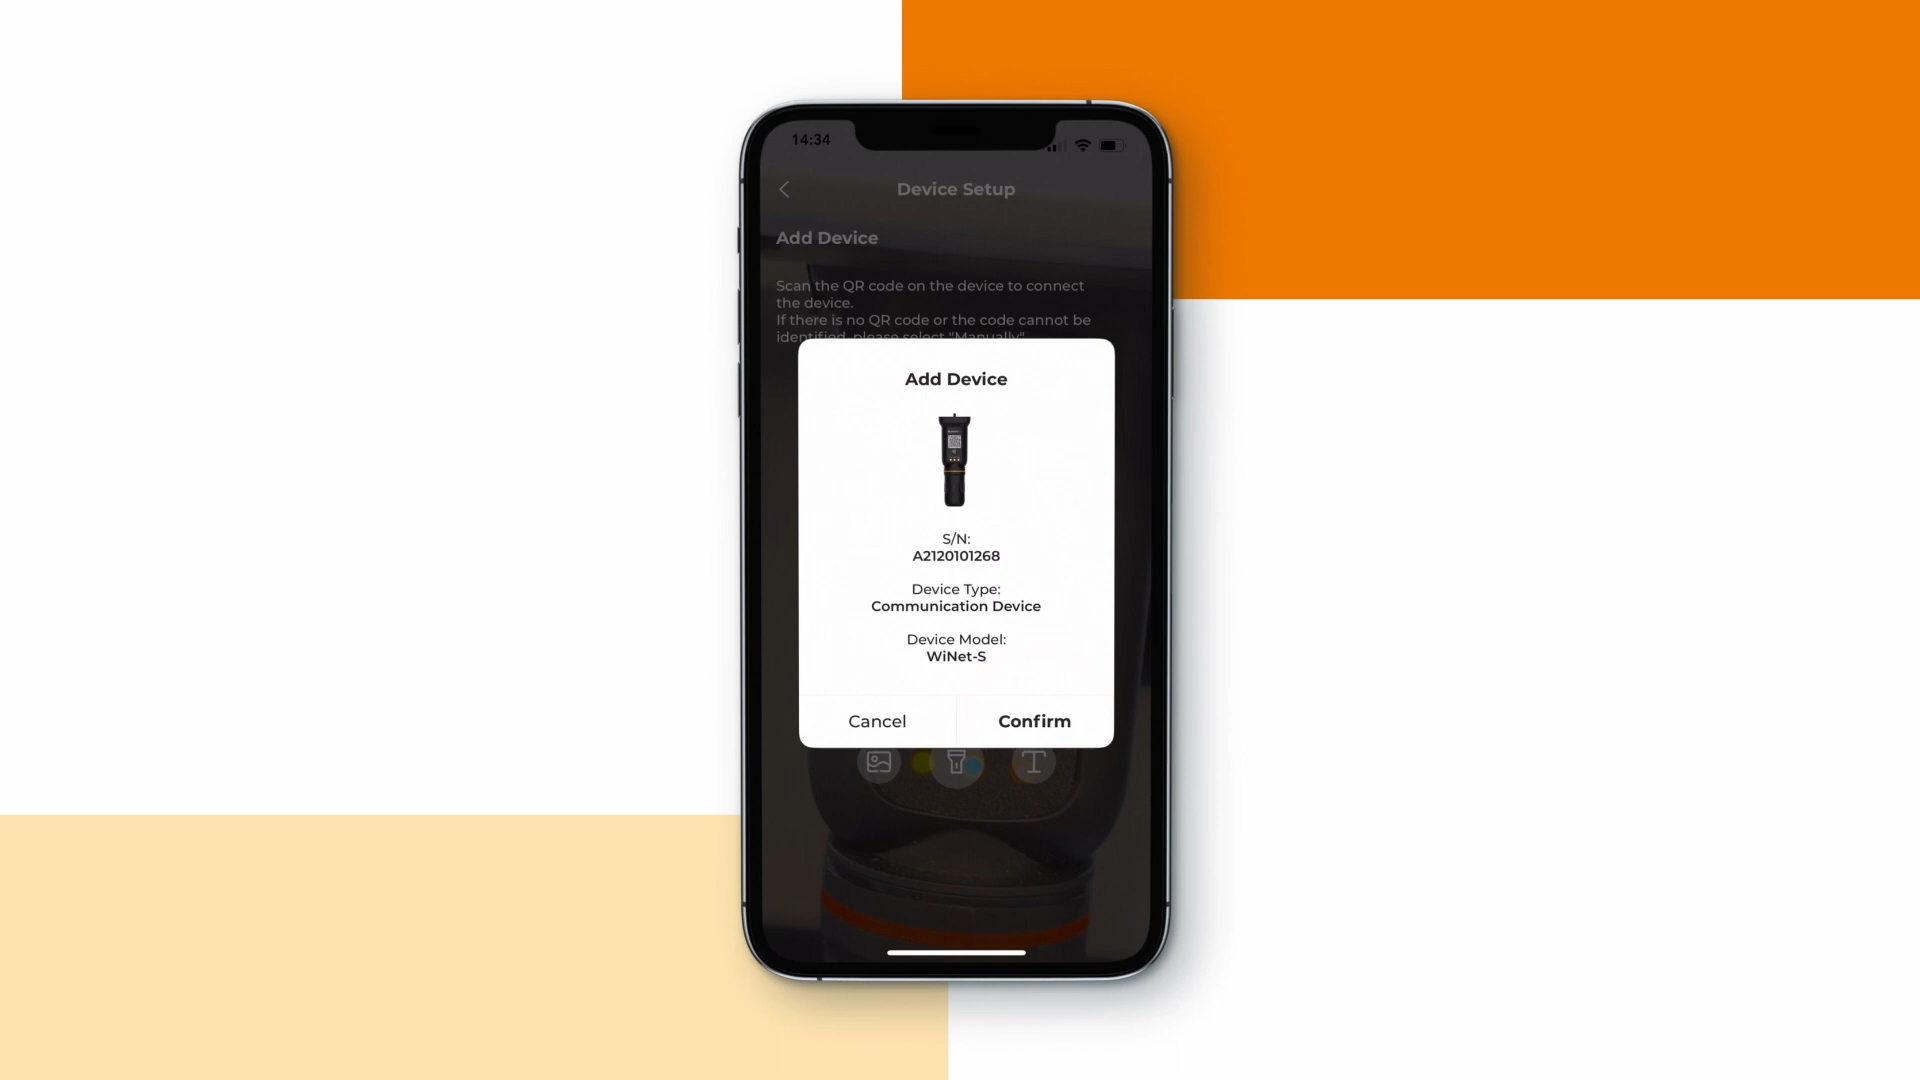 14:34
Device Setup
Add Device
Scan the QR code on the device to connect
the device.
If there is no QR code or the code cannot be
identified, please select "Manually"
Add Device
S/N:
A2120101268
Device Type:
Communication Device
Device Model:
WiNet-S
Cancel
Confirm